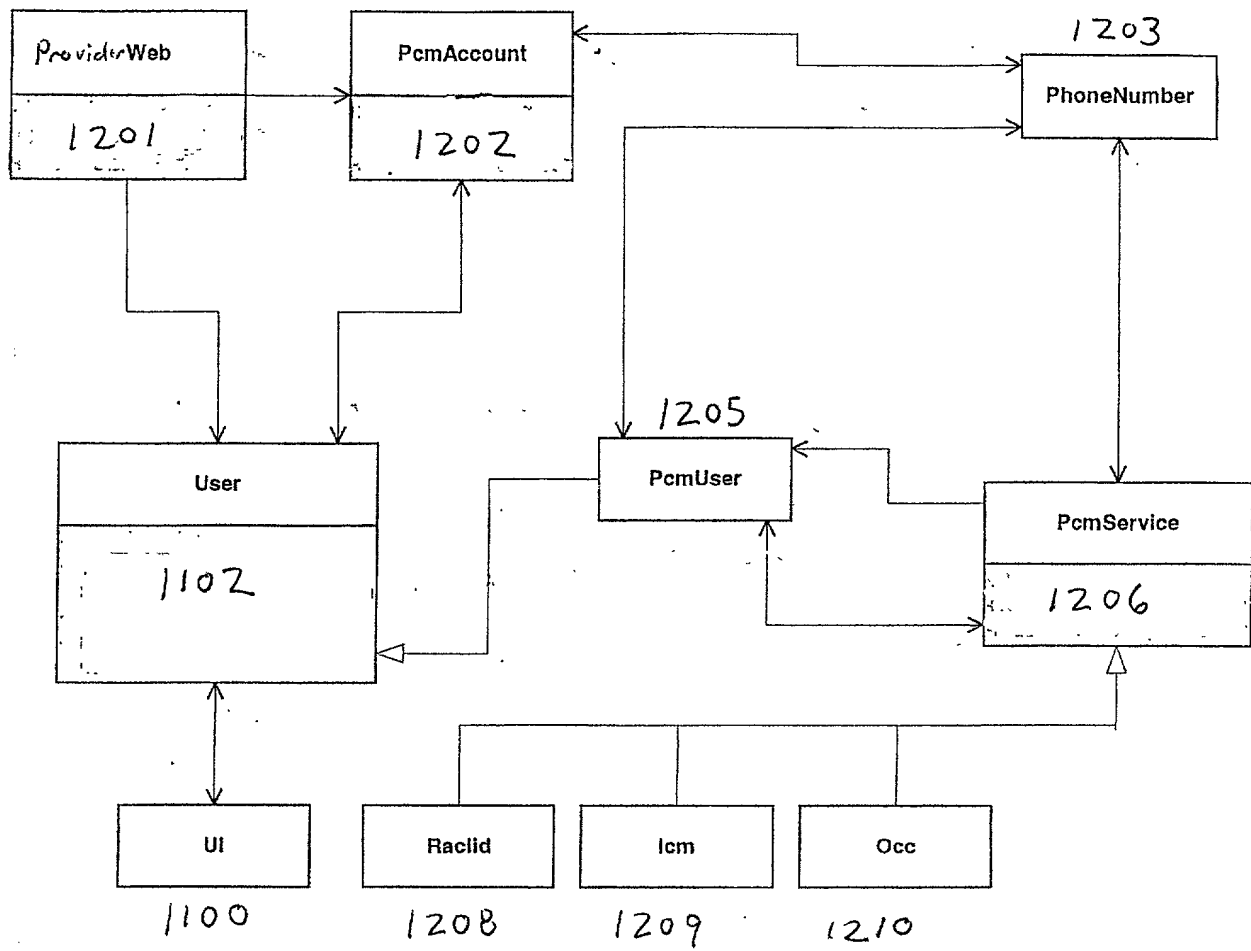 ProviderWeb
1201
PcmAccount
1202
1203
PhoneNumber
User
1102
1205
PcmUser
PcmService
1206
UI
1100
Raclid
1208
Icm
1209
Occ
1210